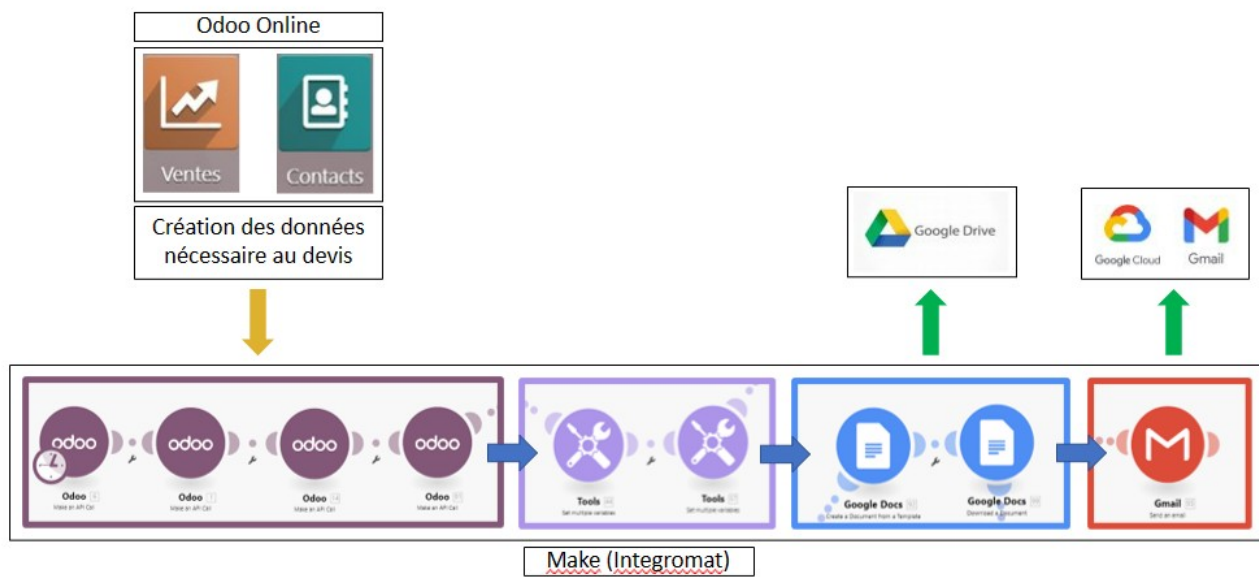 Odoo Online
Ventes
Contacts
Création des données
nécessaire au devis
Google Drive
Google Cloud
Gmail
odoo
odoo
odoo
odoo
Odoo
Make an API Call
Odoo
Make an API Call
Odoo
Make an API Call
Odoo
Make an API Call
Tools
Set multiple variables
Tools
Set multiple variables
Google Docs
Create a Document from a Template
Google Docs
Download a Document
Gmail
Send an email
Make (Integromat)